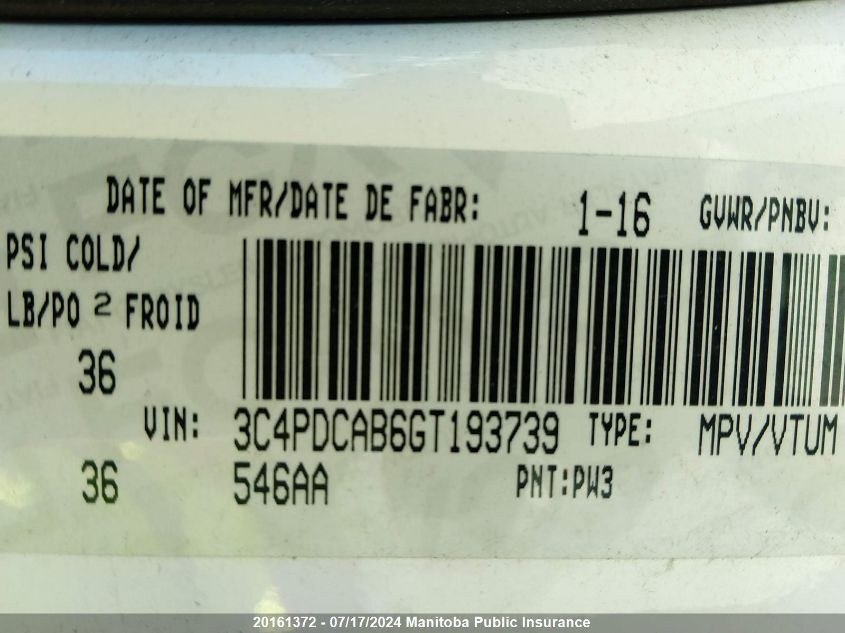 DATE OF MFR/DATE DE FABR: 1-16 GVWR/PNBV:
PSI COLD/
LB/PO 2 FROID
36
VIN: 3C4PDCAB6GT193739 TYPE: MPV/VTUM
36 546AA PNT:PW3
20161372 - 07/17/2024 Manitoba Public Insurance